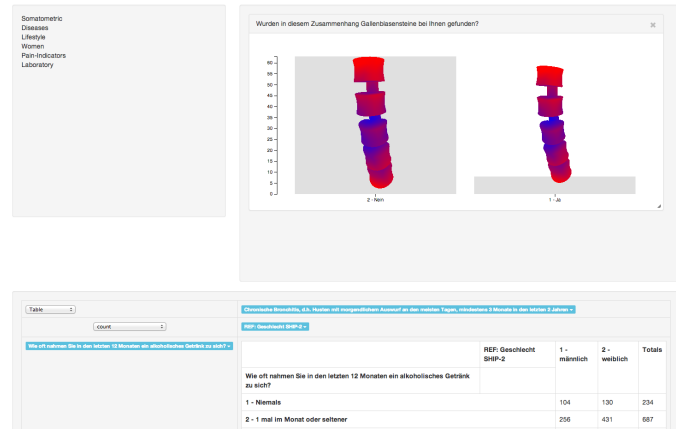 Somatometric
Diseases
Lifestyle
Women
Pain-Indicators
Laboratory
Wurden in diesem Zusammenhang Gallenblasensteine bei Ihnen gefunden?
60
55
50
45
40
35
30
25
20
15
10
5
0
2 - Nein
1 - Ja
Table
Chronische Bronchitis, d.h. Husten mit morgendlichem Auswurf an den meisten Tagen, mindestens 3 Monate in den letzten 2 Jahren
count
REF: Geschlecht SHIP-2
Wie oft nahmen Sie in den letzten 12 Monaten ein alkoholisches Getränk zu sich?
REF: Geschlecht SHIP-2
1 - männlich
2 - weiblich
Totals
Wie oft nahmen Sie in den letzten 12 Monaten ein alkoholisches Getränk
zu sich?
1 - Niemals 104 130 234
2 - 1 mal im Monat oder seltener 256 431 687